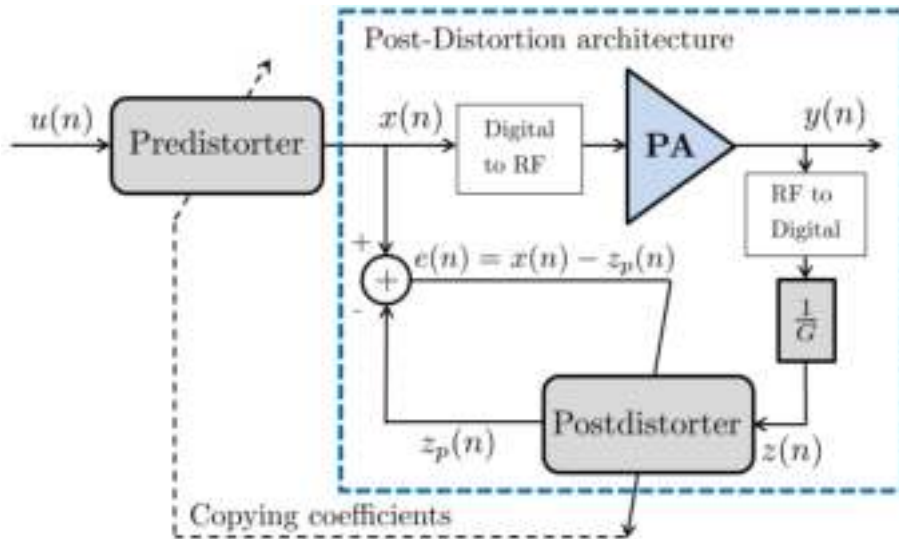 Post-Distortion architecture
u(n)
Predistorter
x(n)
Digital
to RF
PA
y(n)
RF to
Digital
+
+
-
e(n) = x(n) − z_p(n)
1/G
Postdistorter
z_p(n)
z(n)
Copying coefficients